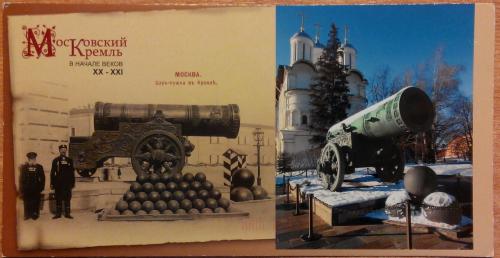 Московский
Кремль
В НАЧАЛЕ ВЕКОВ
XX - XXI
МОСКВА.
Царь-пушка въ Кремлѣ.